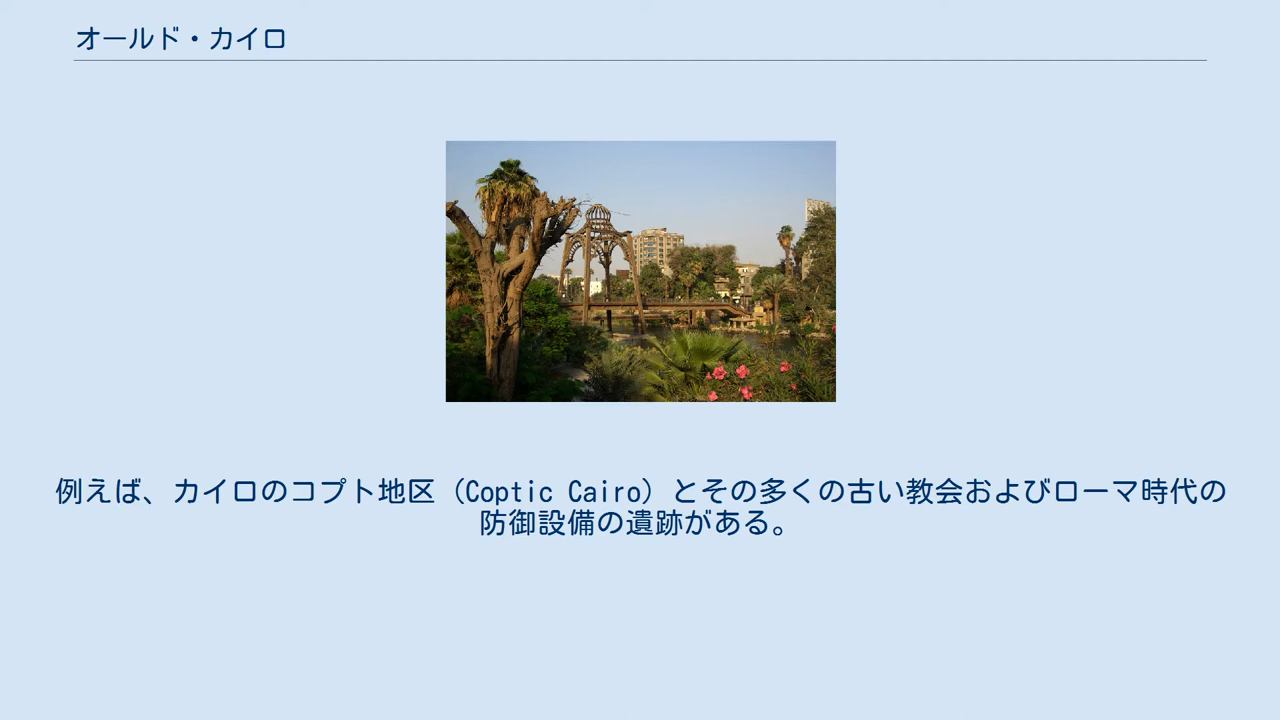 オールド・カイロ
例えば、カイロのコプト地区（Coptic Cairo）とその多くの古い教会およびローマ時代の
防御設備の遺跡がある。